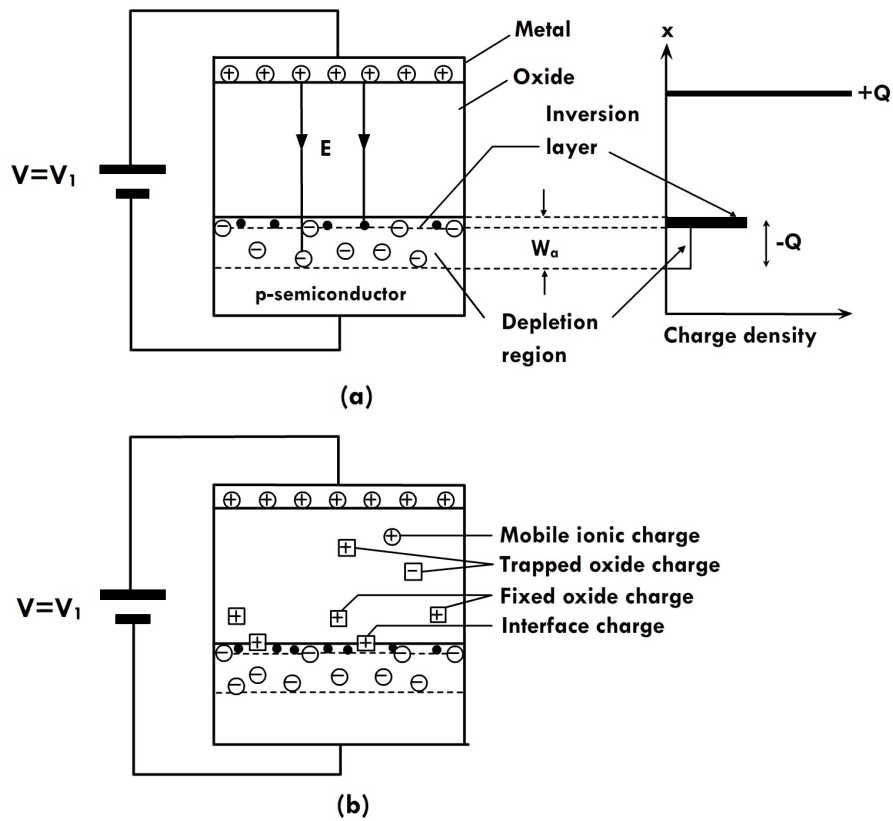 Metal
Oxide
Inversion
layer
x
+Q
E
V=V₁
Wₐ
-Q
p-semiconductor
Depletion
region
Charge density
(a)
Mobile ionic charge
Trapped oxide charge
Fixed oxide charge
Interface charge
V=V₁
(b)